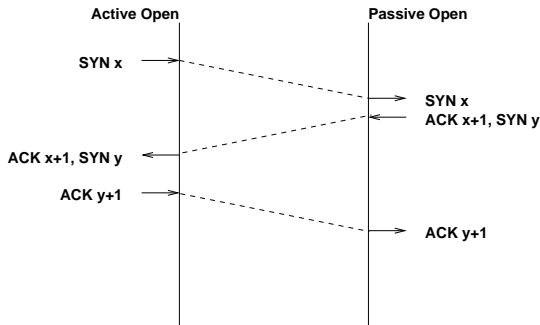 Active Open
Passive Open
SYN x
SYN x
ACK x+1, SYN y
ACK x+1, SYN y
ACK y+1
ACK y+1